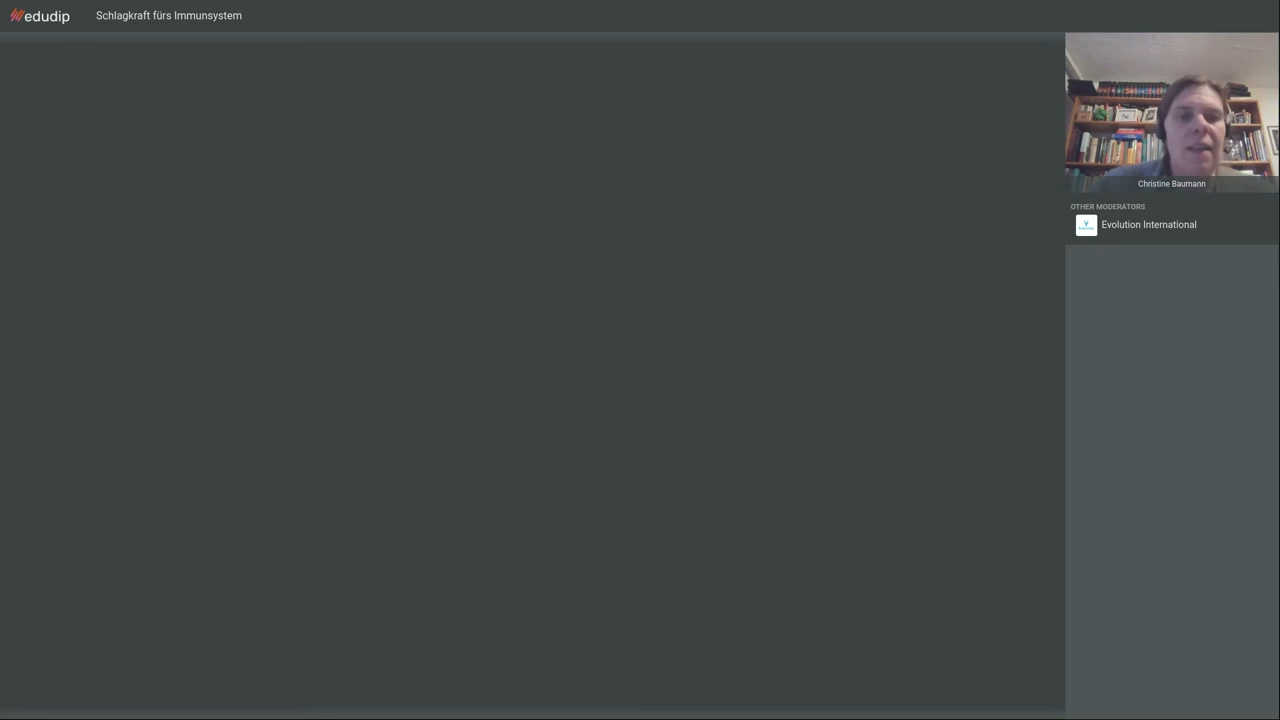 edudip
Schlagkraft fürs Immunsystem
Christine Baumann
OTHER MODERATORS
Evolution International